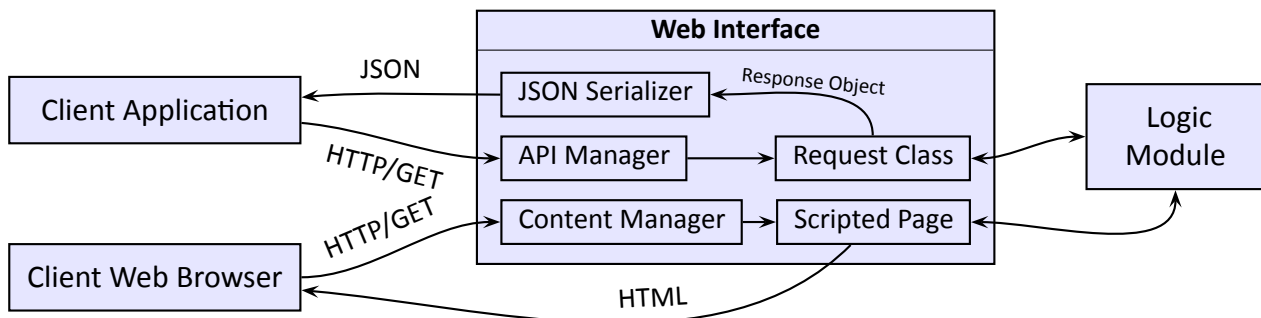 Web Interface
JSON
Response Object
JSON Serializer
Client Application
Logic
Module
HTTP/GET
API Manager
Request Class
HTTP/GET
Content Manager
Scripted Page
Client Web Browser
HTML